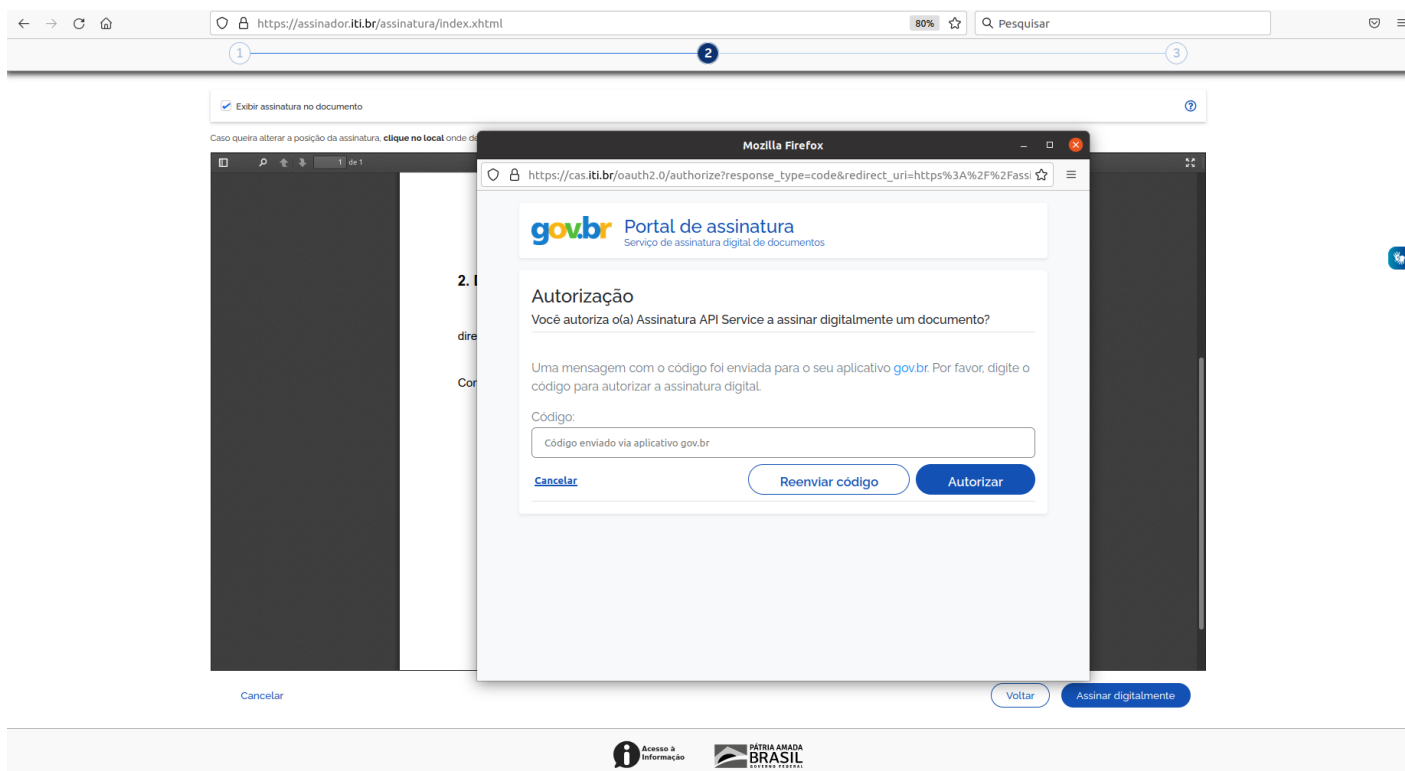 https://assinador.iti.br/assinatura/index.xhtml
80%
Pesquisar
1
2
3
Exibir assinatura no documento
Caso queira alterar a posição da assinatura, clique no local onde de
1 de 1
2. D
dire
Cor
Mozilla Firefox
https://cas.iti.br/oauth2.0/authorize?response_type=code&redirect_uri=https%3A%2F%2Fassi
gov.br
Portal de assinatura
Serviço de assinatura digital de documentos
Autorização
Você autoriza o(a) Assinatura API Service a assinar digitalmente um documento?
Uma mensagem com o código foi enviada para o seu aplicativo gov.br. Por favor, digite o
código para autorizar a assinatura digital.
Código:
Código enviado via aplicativo gov.br
Cancelar
Reenviar código
Autorizar
Cancelar
Voltar
Assinar digitalmente
Acesso à
Informação
PÁTRIA AMADA
BRASIL
GOVERNO FEDERAL